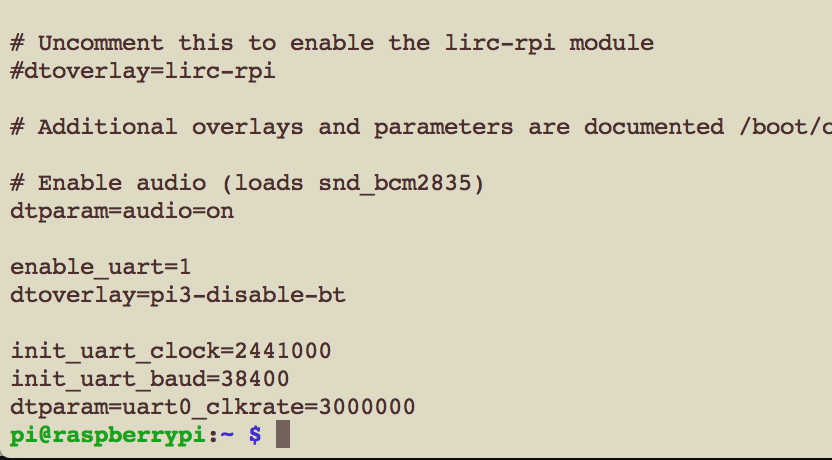 # Uncomment this to enable the lirc-rpi module
#dtoverlay=lirc-rpi
# Additional overlays and parameters are documented
# Enable audio (loads snd_bcm2835)
dtparam=audio=on
enable_uart=1
dtoverlay=pi3-disable-bt
init_uart_clock=2441000
init_uart_baud=38400
dtparam=uart0_clkrate=3000000
pi@raspberrypi:~ $